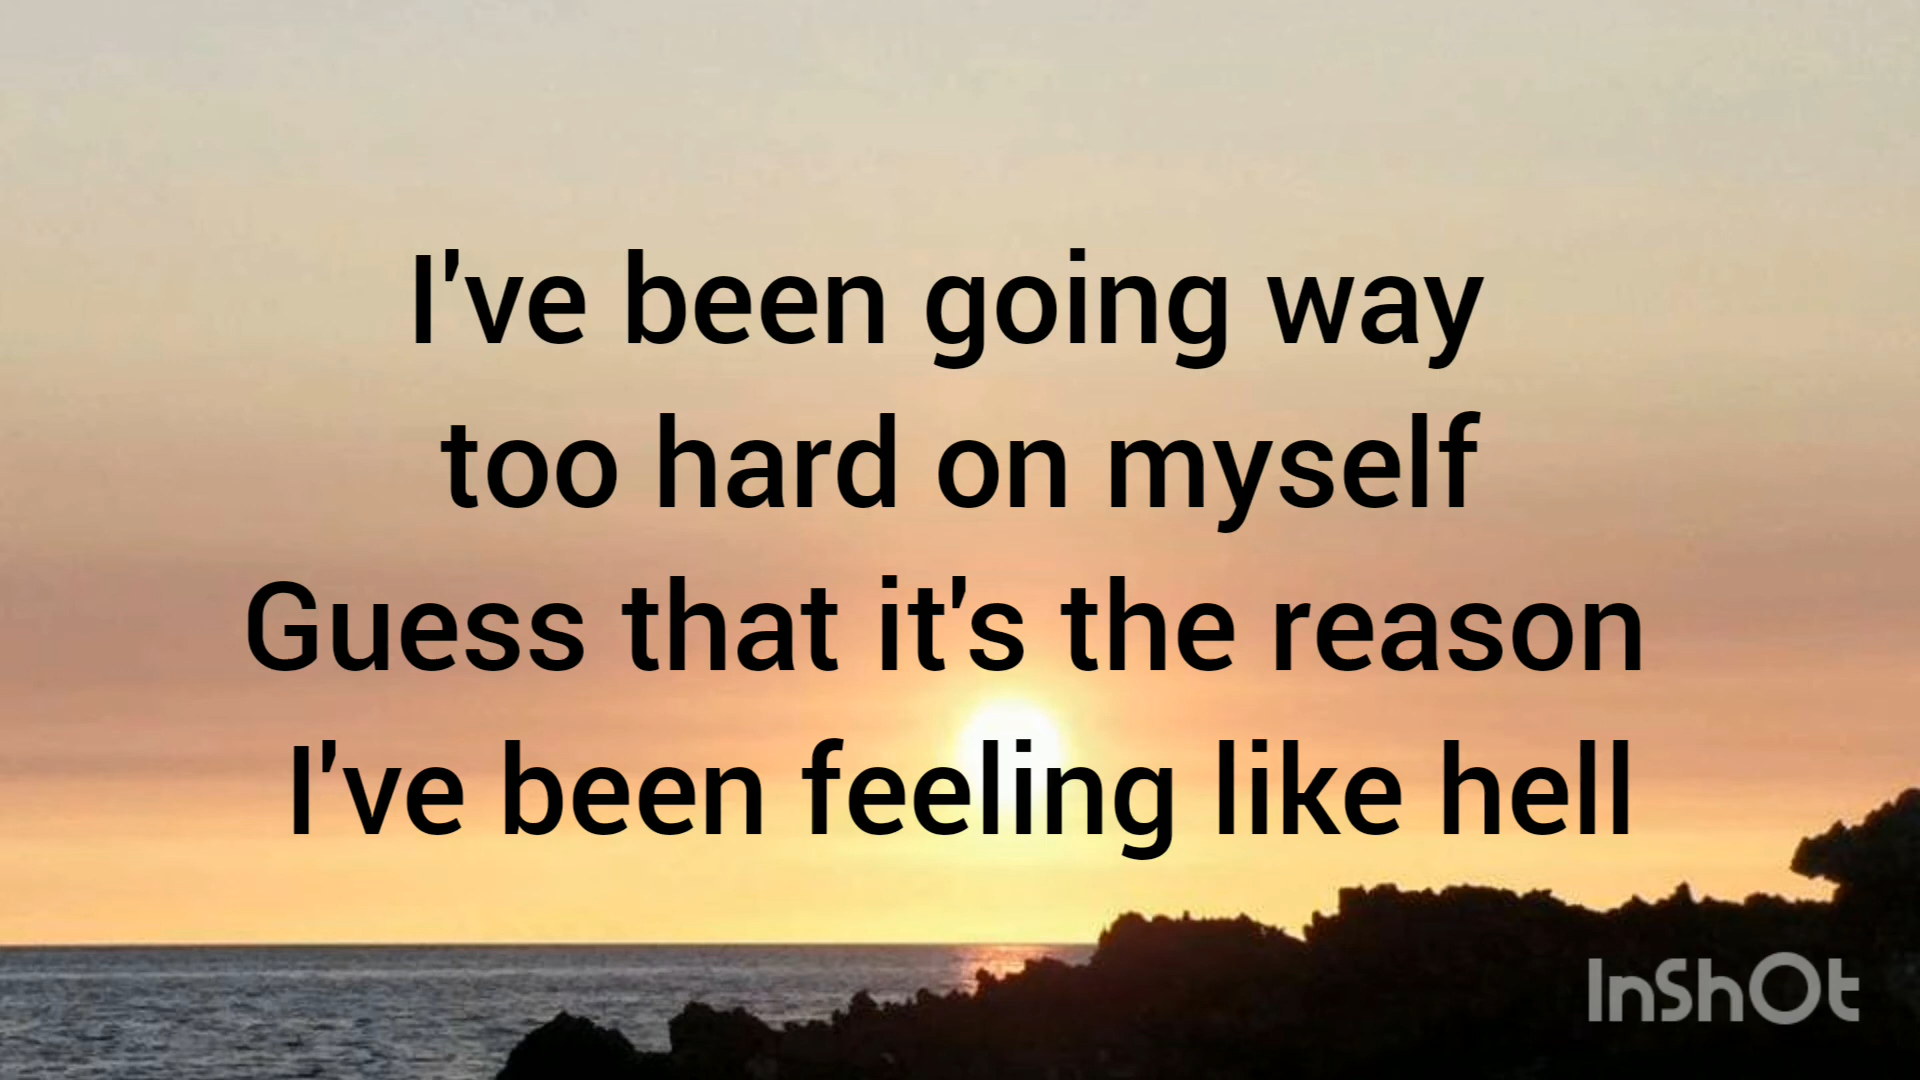 I've been going way
too hard on myself
Guess that it's the reason
I've been feeling like hell
InShOt